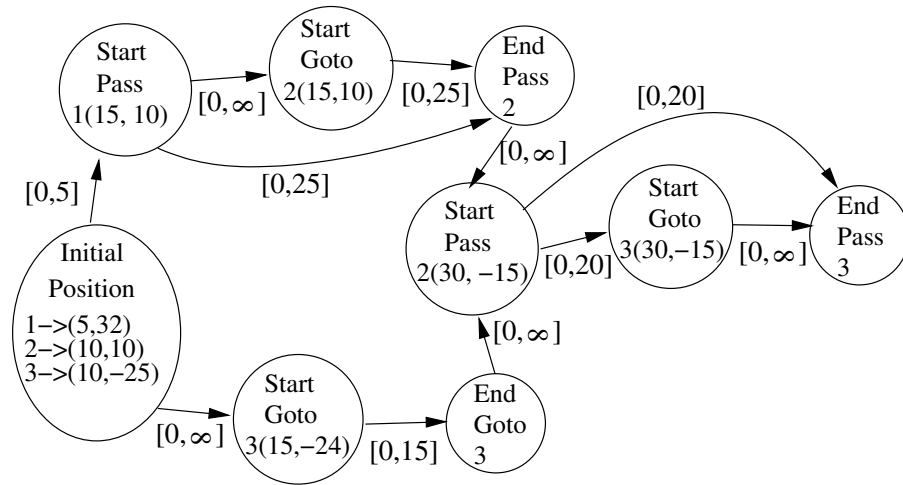 Start
Pass
1(15, 10)
[0,∞]
Start
Goto
2(15,10)
[0,25]
End
Pass
2
[0,25]
[0,5]
[0,∞]
[0,20]
Initial
Position
1−>(5,32)
2−>(10,10)
3−>(10,−25)
Start
Pass
2(30, −15)
[0,20]
Start
Goto
3(30,−15)
[0,∞]
End
Pass
3
[0,∞]
[0,∞]
Start
Goto
3(15,−24)
[0,15]
End
Goto
3